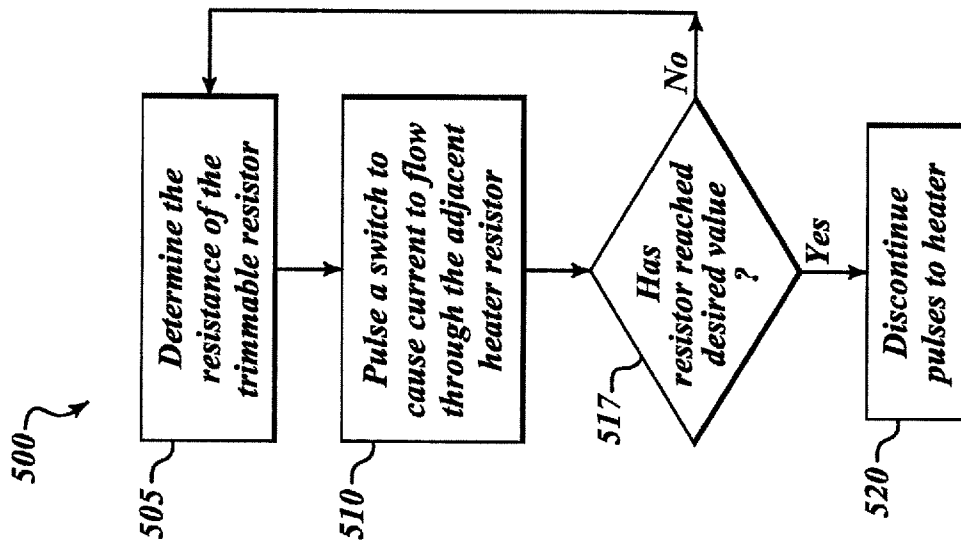 500
505
Determine the
resistance of the
trimmable resistor
510
Pulse a switch to
cause current to flow
through the adjacent
heater resistor
517
Has
resistor reached
desired value
?
No
Yes
520
Discontinue
pulses to heater